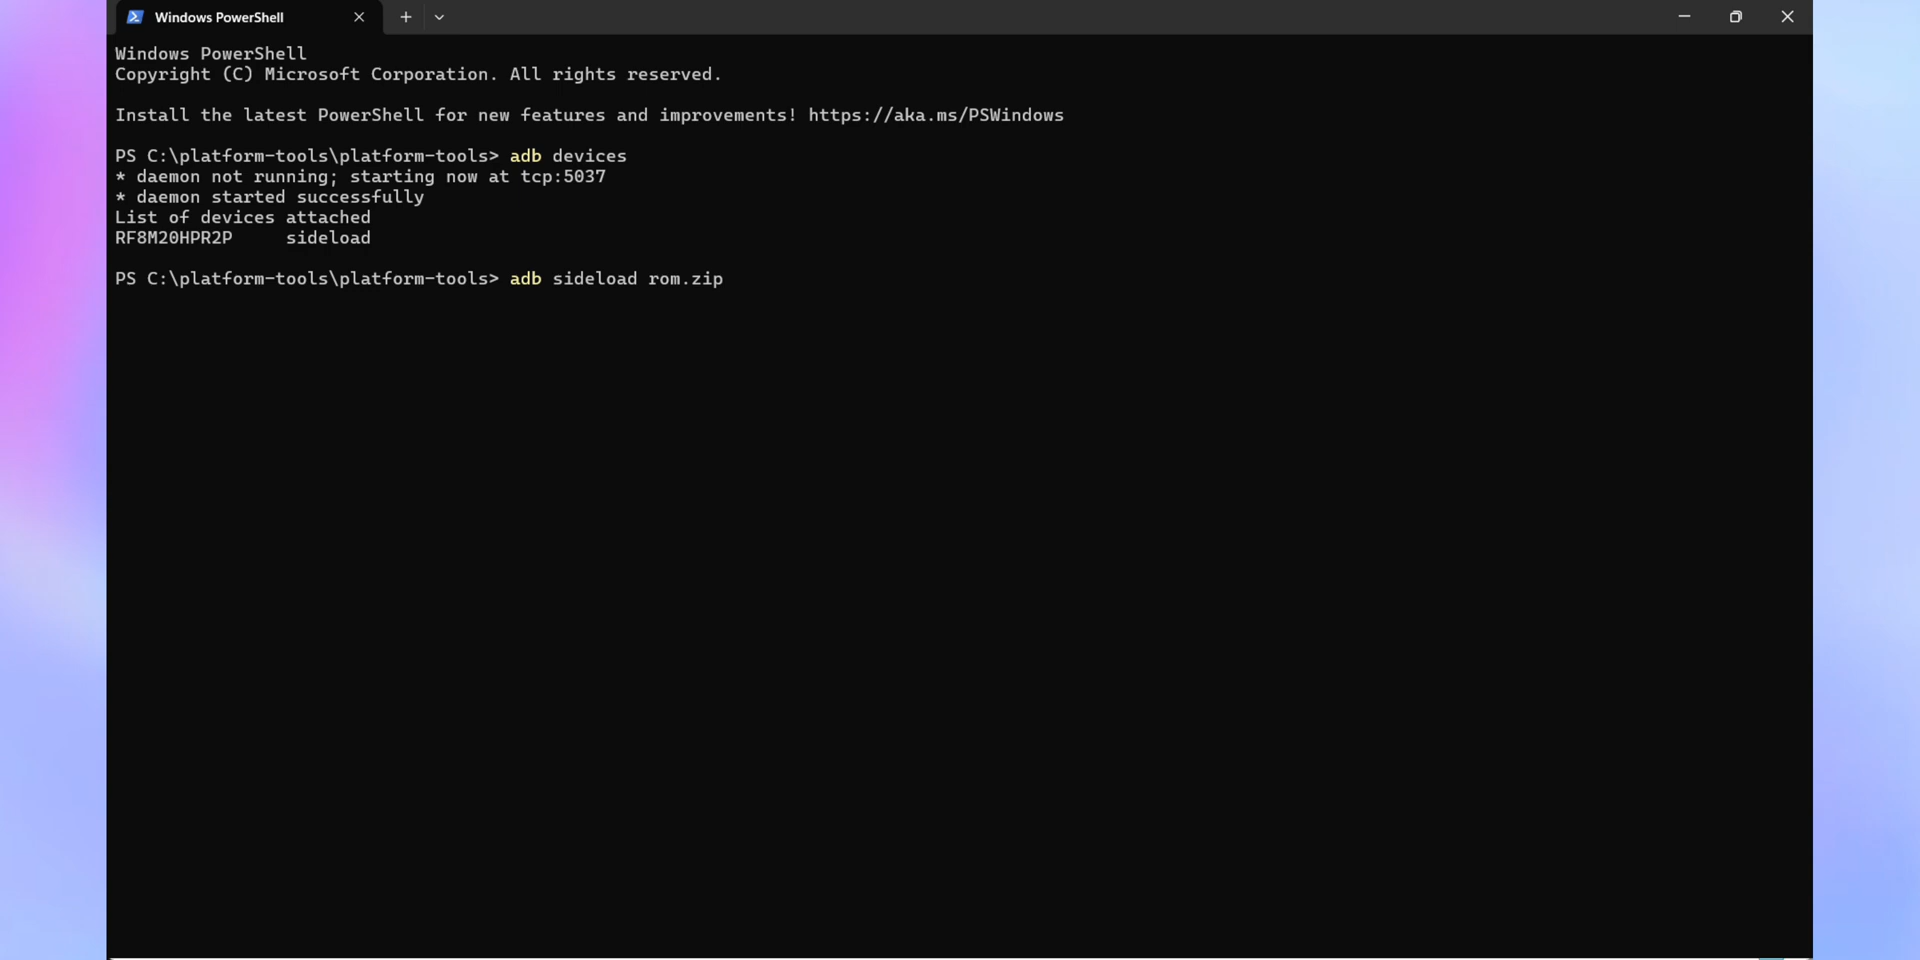 Windows PowerShell
Windows PowerShell
Copyright (C) Microsoft Corporation. All rights reserved.
Install the latest PowerShell for new features and improvements! https://aka.ms/PSWindows
PS C:\platform-tools\platform-tools> adb devices
* daemon not running; starting now at tcp:5037
* daemon started successfully
List of devices attached
RF8M20HPR2P     sideload
PS C:\platform-tools\platform-tools> adb sideload rom.zip